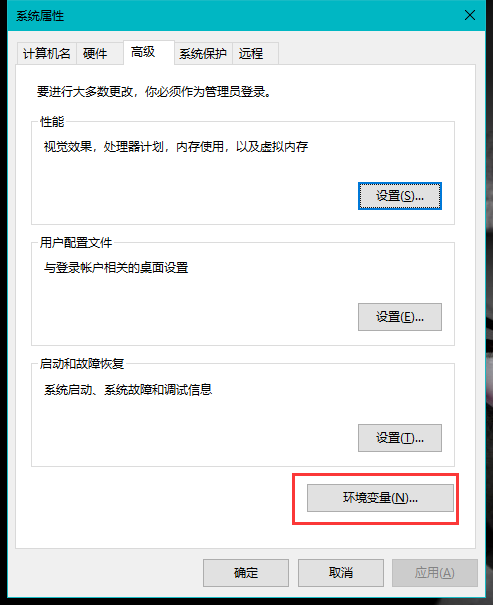 系统属性
计算机名 硬件 高级 系统保护 远程
要进行大多数更改，你必须作为管理员登录。
性能
视觉效果，处理器计划，内存使用，以及虚拟内存
设置(S)...
用户配置文件
与登录帐户相关的桌面设置
设置(E)...
启动和故障恢复
系统启动、系统故障和调试信息
设置(T)...
环境变量(N)...
确定 取消 应用(A)